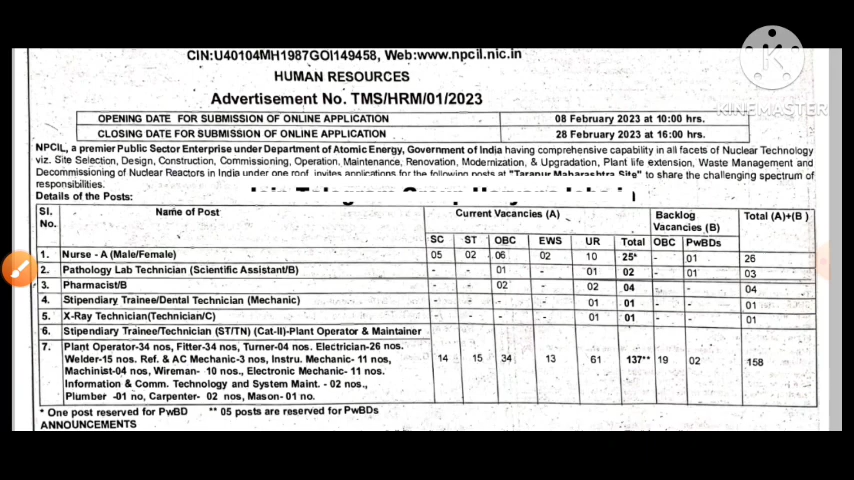 CIN:U40104MH1987GOI149458, Web:www.npcil.nic.in
HUMAN RESOURCES
Advertisement No. TMS/HRM/01/2023
OPENING DATE FOR SUBMISSION OF ONLINE APPLICATION 08 February 2023 at 10:00 hrs.
CLOSING DATE FOR SUBMISSION OF ONLINE APPLICATION 28 February 2023 at 16:00 hrs.
NPCIL, a premier Public Sector Enterprise under Department of Atomic Energy, Government of India having comprehensive capability in all facets of Nuclear Technology
viz. Site Selection, Design, Construction, Commissioning, Operation, Maintenance, Renovation, Modernization, & Upgradation, Plant life extension, Waste Management and
Decommissioning of Nuclear Reactors in India under one roof, invites applications for the following posts at "Tarapur Maharashtra Site" to share the challenging spectrum of
responsibilities.
Details of the Posts:
Sl. No. Name of Post Current Vacancies (A) Backlog Vacancies (B) Total (A)+(B)
SC ST OBC EWS UR Total OBC PwBDs
1. Nurse - A (Male/Female) 05 02 06 02 10 25* - 01 26
2. Pathology Lab Technician (Scientific Assistant/B) - - 01 - 01 02 - 01 03
3. Pharmacist/B - - 02 - 02 04 - - 04
4. Stipendiary Trainee/Dental Technician (Mechanic) - - - - 01 01 - - 01
5. X-Ray Technician(Technician/C) - - - - 01 01 - - 01
6. Stipendiary Trainee/Technician (ST/TN) (Cat-II)-Plant Operator & Maintainer
7. Plant Operator-34 nos, Fitter-34 nos, Turner-04 nos. Electrician-26 nos.
Welder-15 nos. Ref. & AC Mechanic-3 nos, Instru. Mechanic- 11 nos, 14 15 34 13 61 137** 19 02 158
Machinist-04 nos, Wireman - 10 nos., Electronic Mechanic- 11 nos.
Information & Comm. Technology and System Maint. - 02 nos.,
Plumber -01 no, Carpenter- 02 nos, Mason-01 no.
* One post reserved for PwBD ** 05 posts are reserved for PwBDs
ANNOUNCEMENTS
KINEMASTER